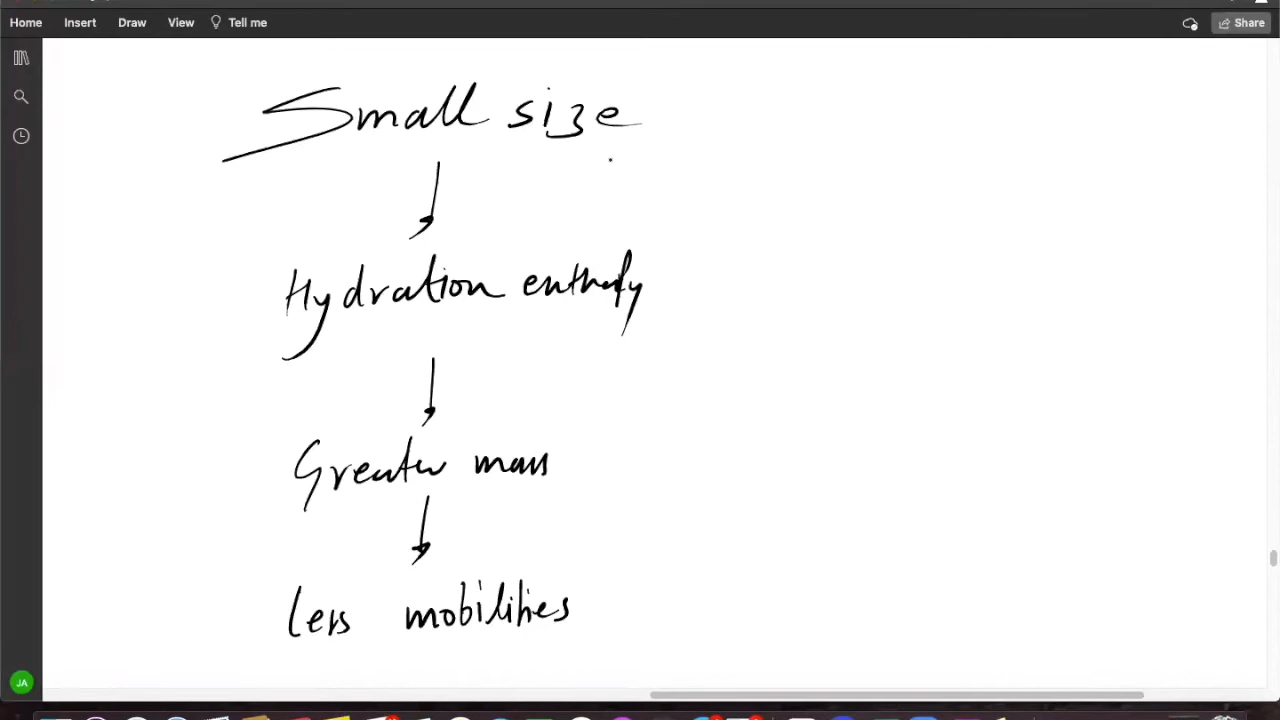 Home Insert Draw View Tell me Share
Small size
Hydration enthalpy
Greater mass
Less mobilities
JA